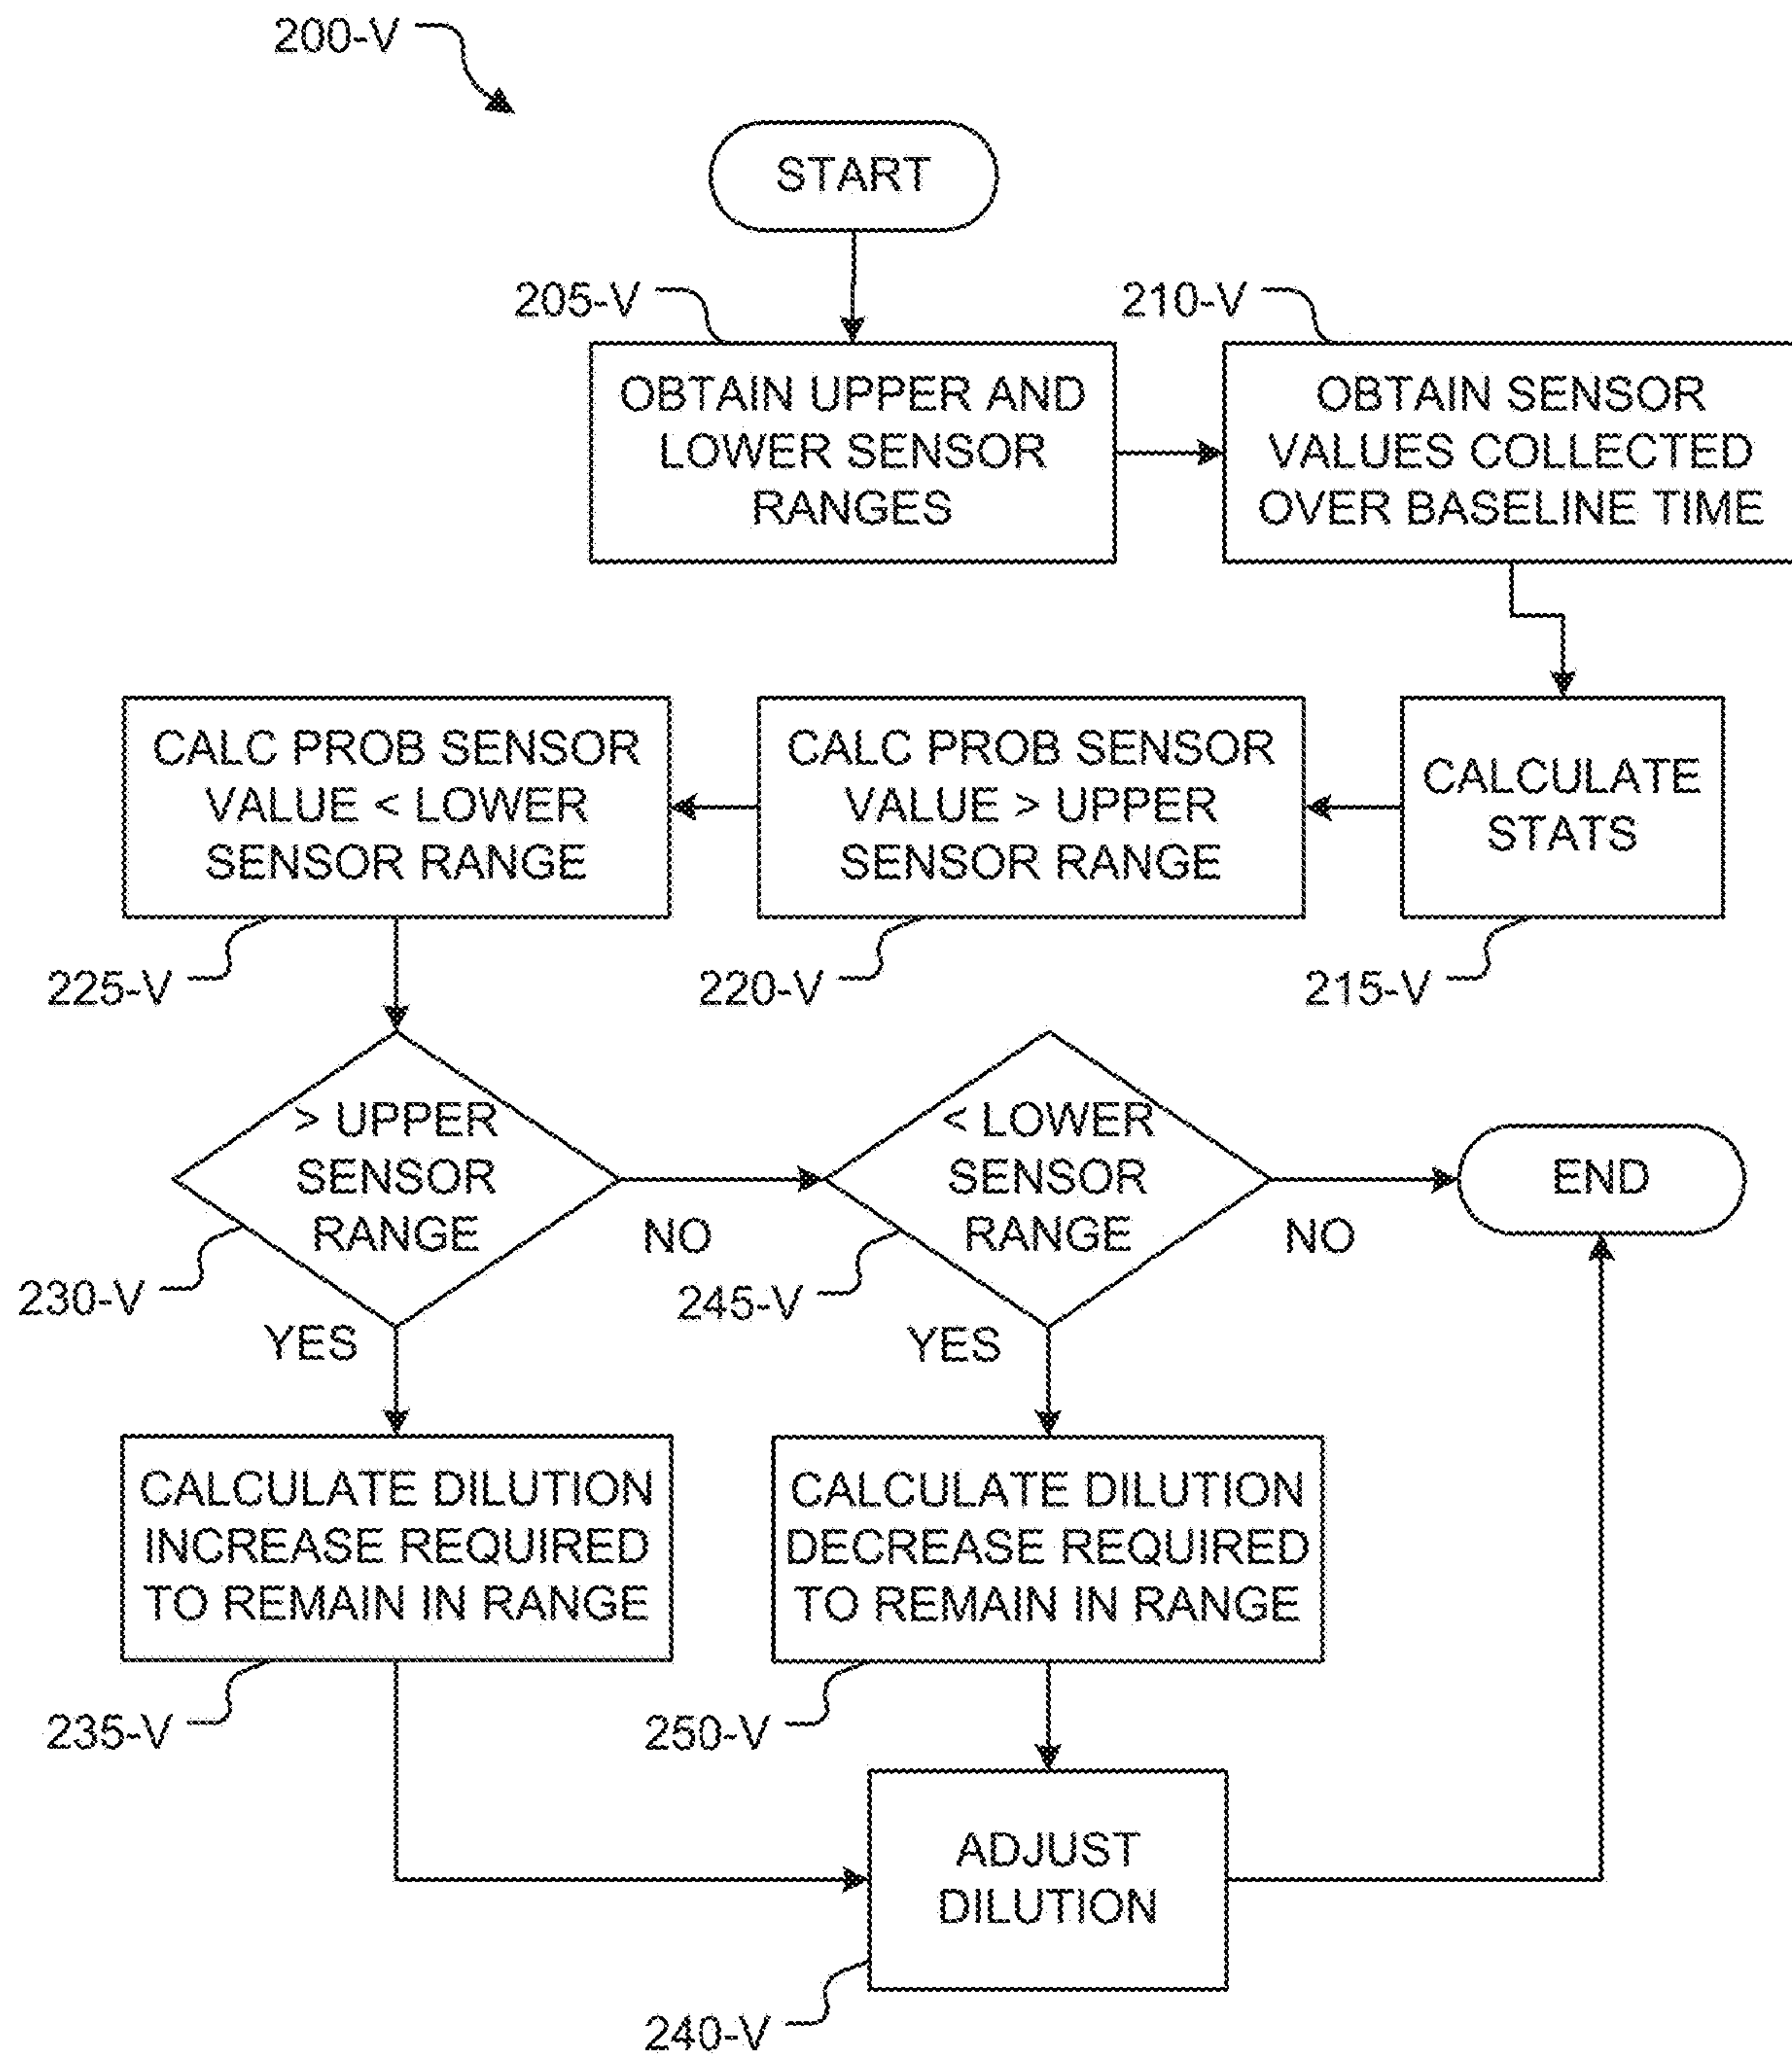 200-V
START
205-V
210-V
OBTAIN UPPER AND
LOWER SENSOR
RANGES
OBTAIN SENSOR
VALUES COLLECTED
OVER BASELINE TIME
CALC PROB SENSOR
VALUE < LOWER
SENSOR RANGE
CALC PROB SENSOR
VALUE > UPPER
SENSOR RANGE
CALCULATE
STATS
225-V
220-V
215-V
> UPPER
SENSOR
RANGE
< LOWER
SENSOR
RANGE
END
NO
NO
230-V
245-V
YES
YES
CALCULATE DILUTION
INCREASE REQUIRED
TO REMAIN IN RANGE
CALCULATE DILUTION
DECREASE REQUIRED
TO REMAIN IN RANGE
235-V
250-V
ADJUST
DILUTION
240-V